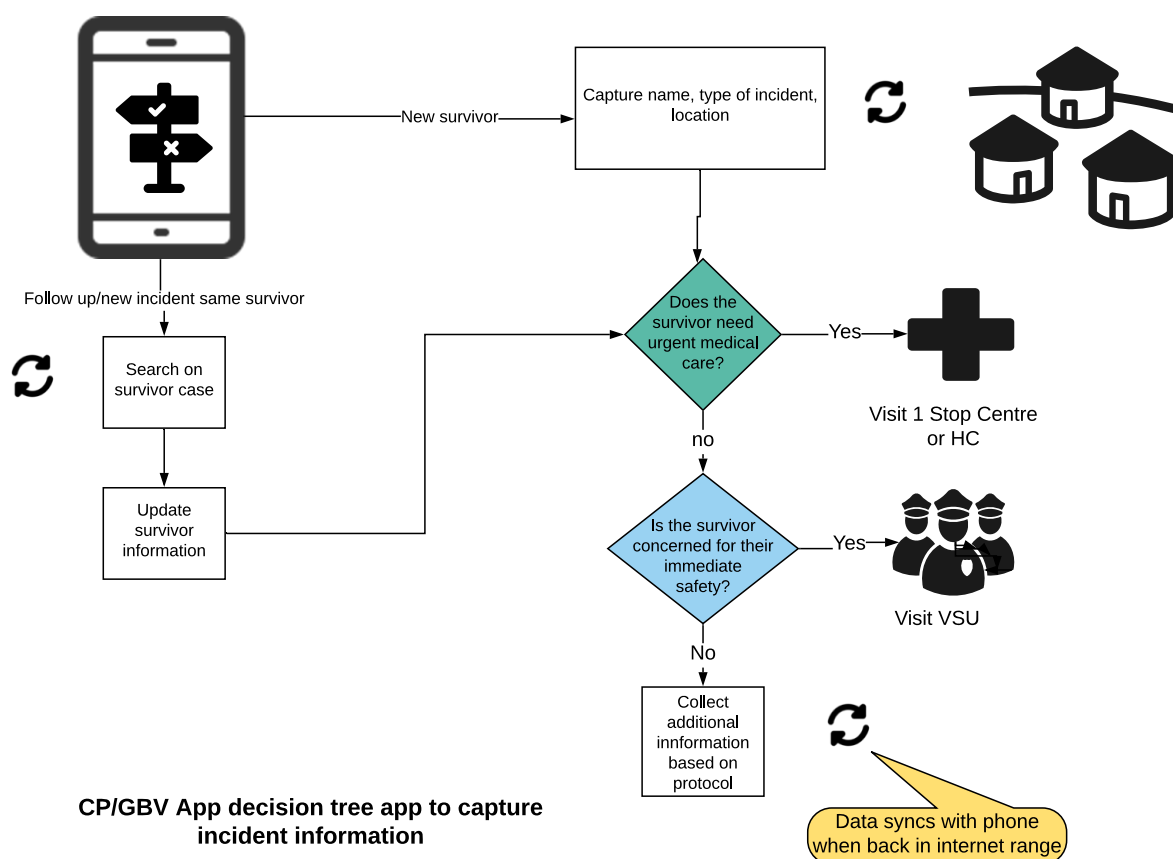 New survivor
Capture name, type of incident,
location
Follow up/new incident same survivor
Search on
survivor case
Update
survivor
information
Does the
survivor need
urgent medical
care?
Yes
Visit 1 Stop Centre
or HC
no
Is the survivor
concerned for their
immediate
safety?
Yes
Visit VSU
No
Collect
additional
innformation
based on
protocol
CP/GBV App decision tree app to capture
incident information
Data syncs with phone
when back in internet range